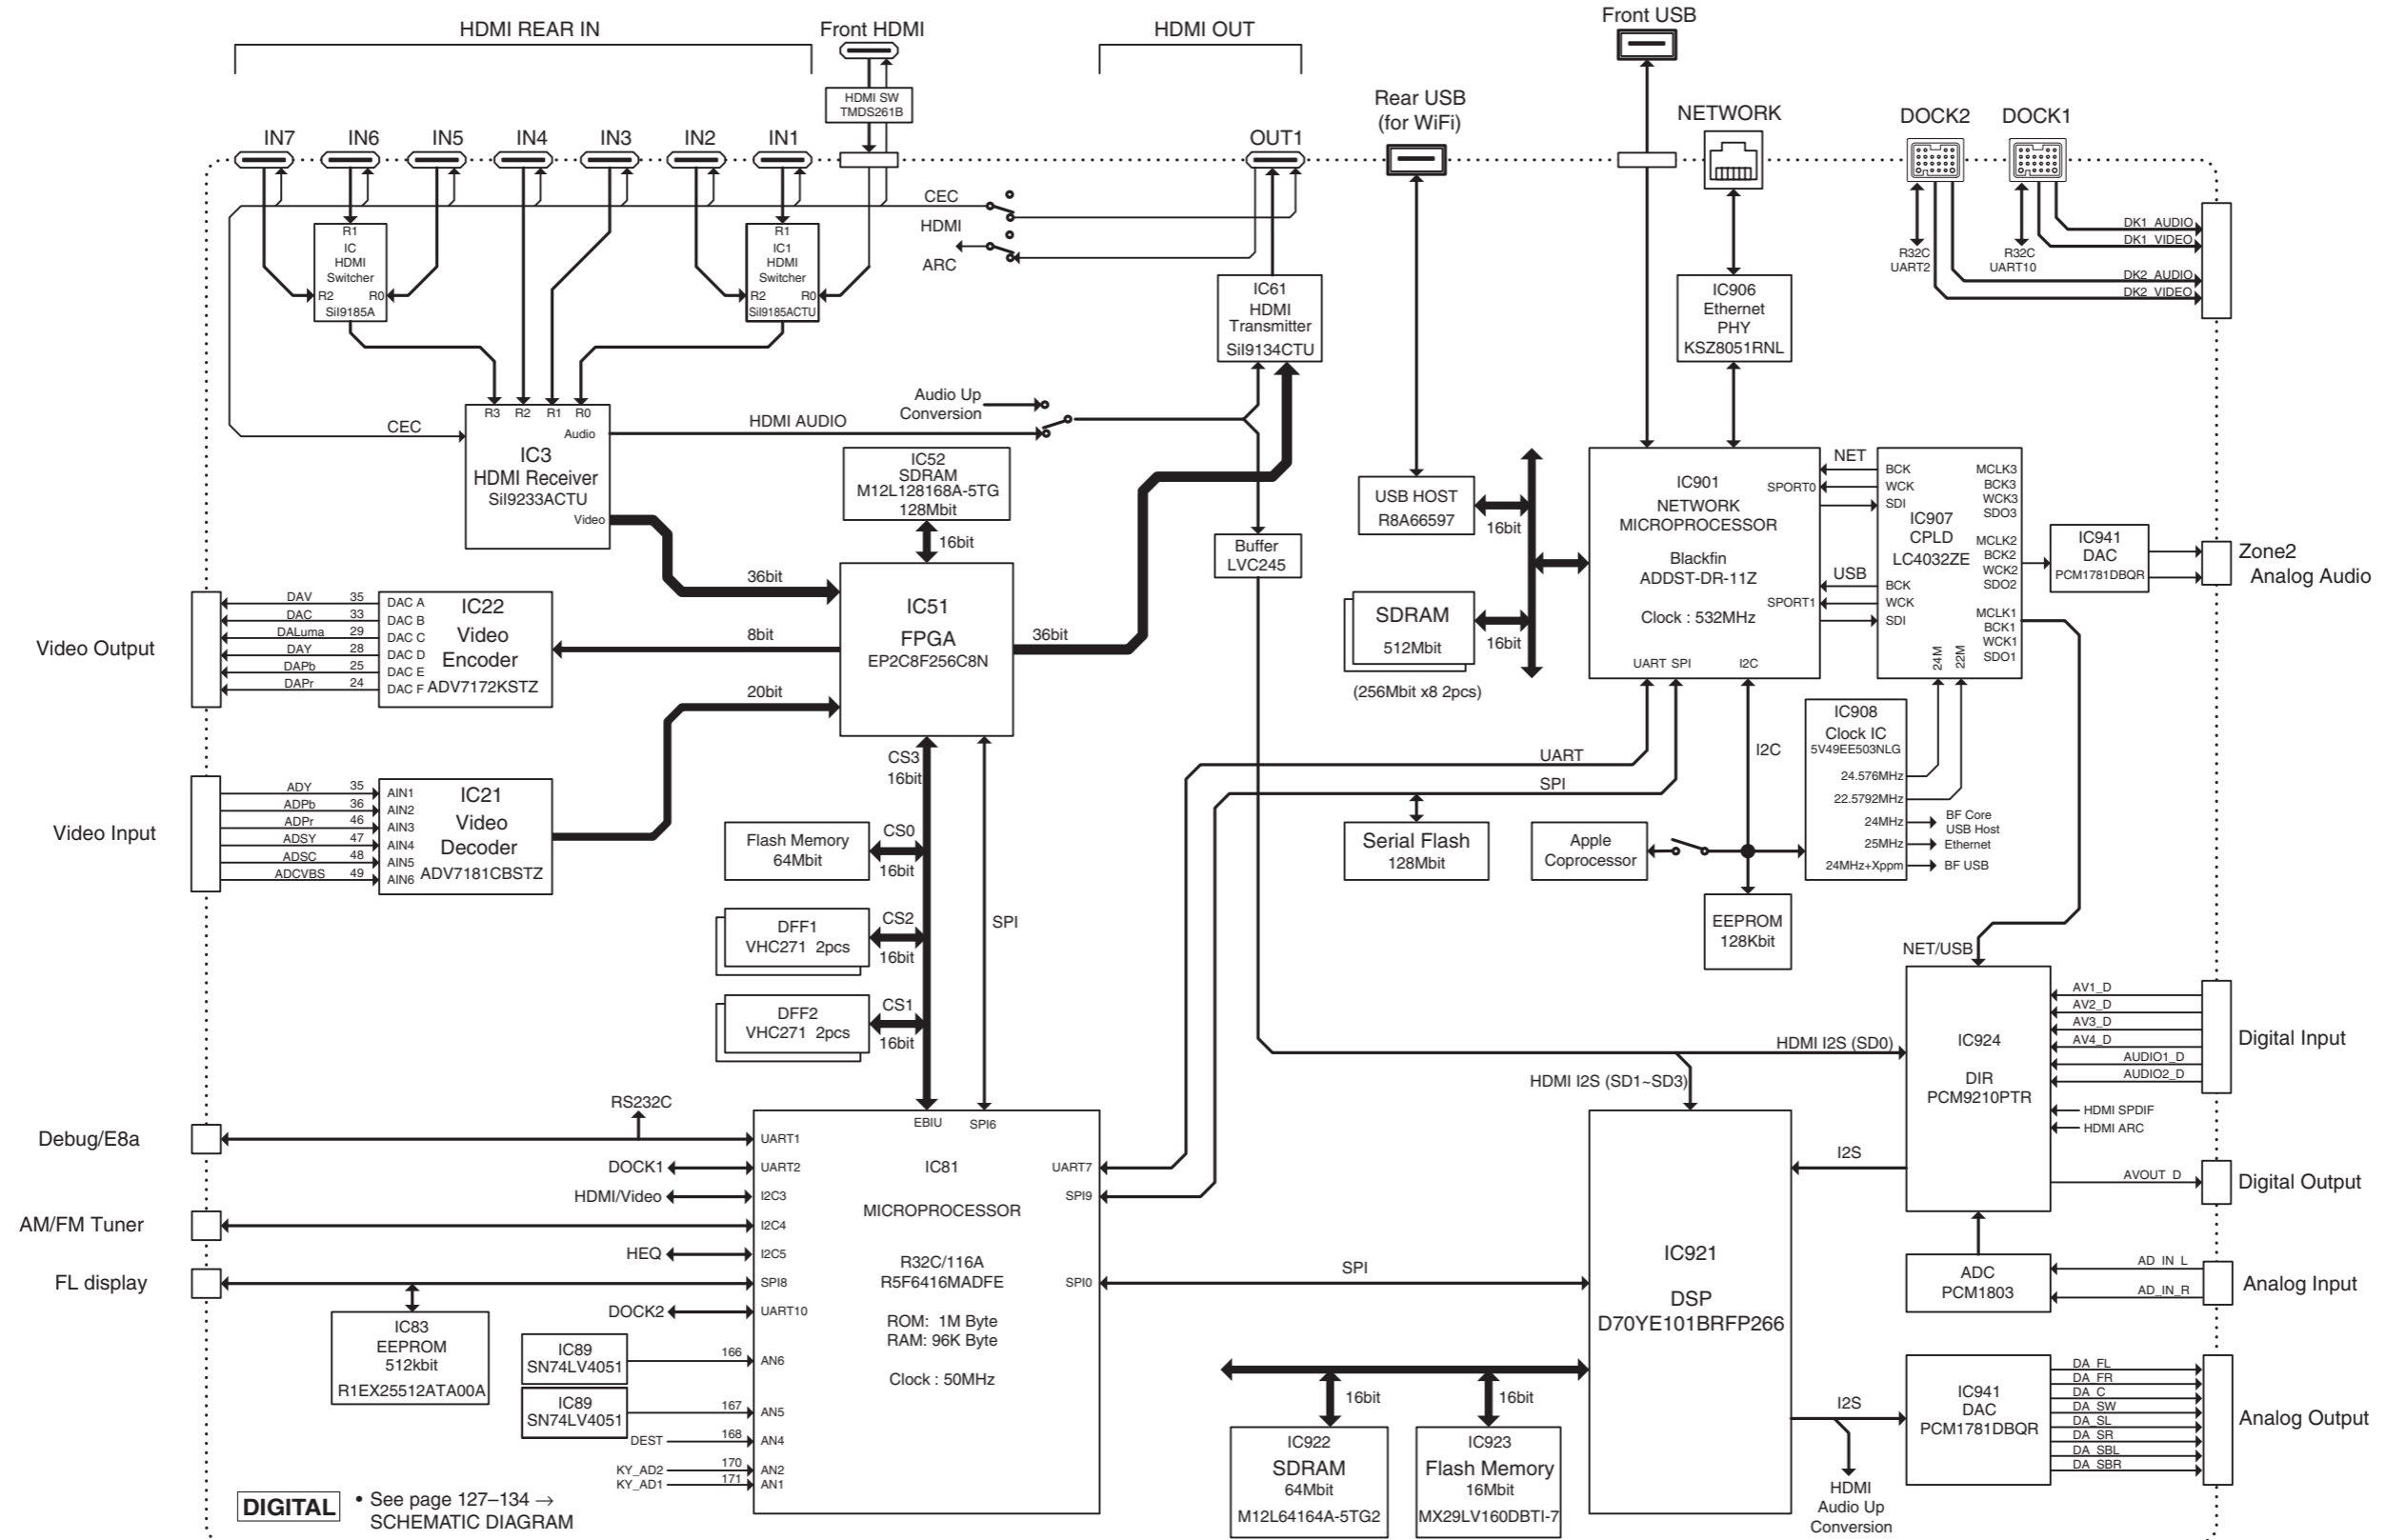 HDMI REAR IN
Front HDMI
HDMI OUT
Front USB
HDMI SW
TMDS261B
Rear USB
(for WiFi)
NETWORK
DOCK2
DOCK1
IN7
IN6
IN5
IN4
IN3
IN2
IN1
OUT1
CEC
HDMI
ARC
R1
IC
HDMI
Switcher
R2
R0
SiI9185A
R1
IC1
HDMI
Switcher
R2
R0
SiI9185ACTU
IC61
HDMI
Transmitter
SiI9134CTU
IC906
Ethernet
PHY
KSZ8051RNL
R32C
UART2
R32C
UART10
DK1_AUDIO
DK1_VIDEO
DK2_AUDIO
DK2_VIDEO
CEC
R3
R2
R1
R0
Audio
IC3
HDMI Receiver
SiI9233ACTU
Video
HDMI AUDIO
Audio Up
Conversion
IC52
SDRAM
M12L128168A-5TG
128Mbit
16bit
Buffer
LVC245
USB HOST
R8A66597
16bit
SDRAM
512Mbit
16bit
(256Mbit x8 2pcs)
IC901
NETWORK
MICROPROCESSOR
Blackfin
ADDST-DR-11Z
Clock : 532MHz
SPORT0
SPORT1
UART
SPI
I2C
NET
USB
BCK
WCK
SDI
BCK
WCK
SDI
IC907
CPLD
LC4032ZE
MCLK3
BCK3
WCK3
SDO3
MCLK2
BCK2
WCK2
SDO2
MCLK1
BCK1
WCK1
SDO1
24M
22M
IC941
DAC
PCM1781DBQR
Zone2
Analog Audio
36bit
8bit
20bit
36bit
IC51
FPGA
EP2C8F256C8N
Video Output
DAV 35
DAC 33
DALuma 29
DAY 28
DAPb 25
DAPr 24
DAC A
DAC B
DAC C
DAC D
DAC E
DAC F
IC22
Video
Encoder
ADV7172KSTZ
Video Input
ADY 35
ADPb 36
ADPr 46
ADSY 47
ADSC 48
ADCVBS 49
AIN1
AIN2
AIN3
AIN4
AIN5
AIN6
IC21
Video
Decoder
ADV7181CBSTZ
CS3
16bit
Flash Memory
64Mbit
CS0
16bit
DFF1
VHC271 2pcs
CS2
16bit
DFF2
VHC271 2pcs
CS1
16bit
SPI
UART
SPI
Serial Flash
128Mbit
I2C
Apple
Coprocessor
EEPROM
128Kbit
IC908
Clock IC
5V49EE503NLG
24.576MHz
22.5792MHz
24MHz
25MHz
24MHz+Xppm
BF Core
USB Host
Ethernet
BF USB
NET/USB
IC924
DIR
PCM9210PTR
AV1_D
AV2_D
AV3_D
AV4_D
AUDIO1_D
AUDIO2_D
HDMI SPDIF
HDMI ARC
AVOUT_D
Digital Input
Digital Output
HDMI I2S (SD0)
HDMI I2S (SD1~SD3)
I2S
ADC
PCM1803
AD_IN_L
AD_IN_R
Analog Input
Debug/E8a
AM/FM Tuner
FL display
RS232C
DOCK1
HDMI/Video
HEQ
DOCK2
IC83
EEPROM
512kbit
R1EX25512ATA00A
IC89
SN74LV4051
IC89
SN74LV4051
166
167
DEST 168
KY_AD2 170
KY_AD1 171
EBIU
SPI6
UART1
UART2
I2C3
I2C4
I2C5
SPI8
UART10
AN6
AN5
AN4
AN2
AN1
UART7
SPI9
SPI0
IC81
MICROPROCESSOR
R32C/116A
R5F6416MADFE
ROM: 1M Byte
RAM: 96K Byte
Clock : 50MHz
SPI
IC921
DSP
D70YE101BRFP266
16bit
16bit
IC922
SDRAM
64Mbit
M12L64164A-5TG2
IC923
Flash Memory
16Mbit
MX29LV160DBTI-7
I2S
HDMI
Audio Up
Conversion
IC941
DAC
PCM1781DBQR
DA_FL
DA_FR
DA_C
DA_SW
DA_SL
DA_SR
DA_SBL
DA_SBR
Analog Output
DIGITAL
• See page 127–134 →
SCHEMATIC DIAGRAM